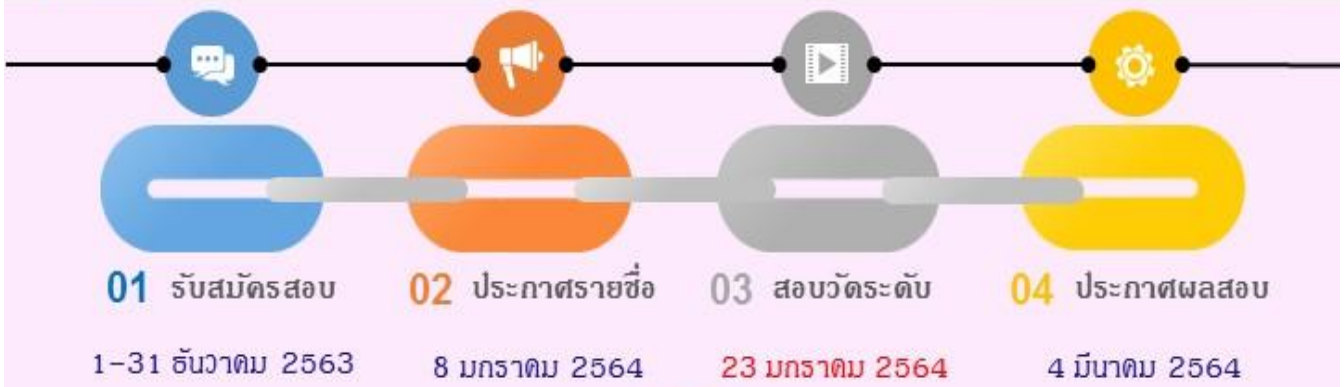 01 รับสมัครสอบ
02 ประกาศรายชื่อ
03 สอบวัดระดับ
04 ประกาศผลสอบ
1-31 ธันวาคม 2563
8 มกราคม 2564
23 มกราคม 2564
4 มีนาคม 2564